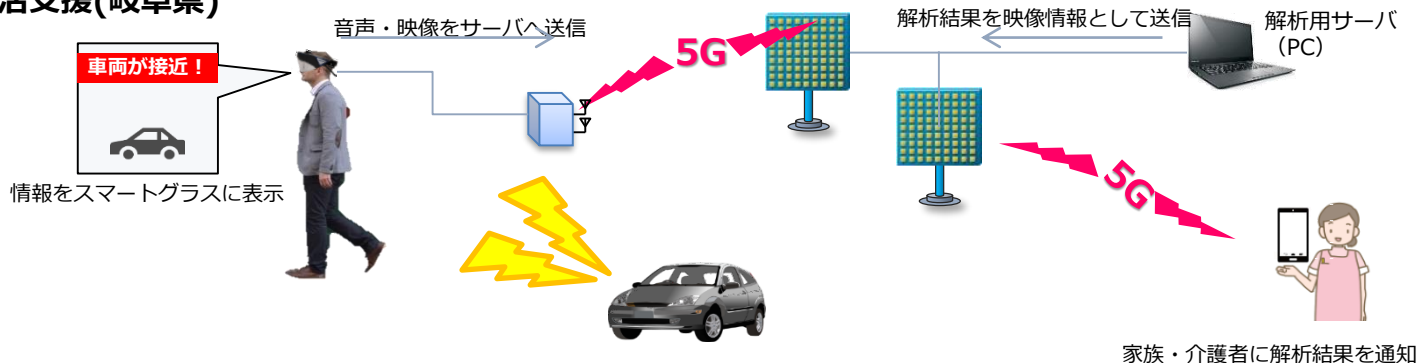 活支援(岐阜県)
音声・映像をサーバへ送信
解析結果を映像情報として送信
解析用サーバ
（PC）
車両が接近！
5G
情報をスマートグラスに表示
5G
家族・介護者に解析結果を通知